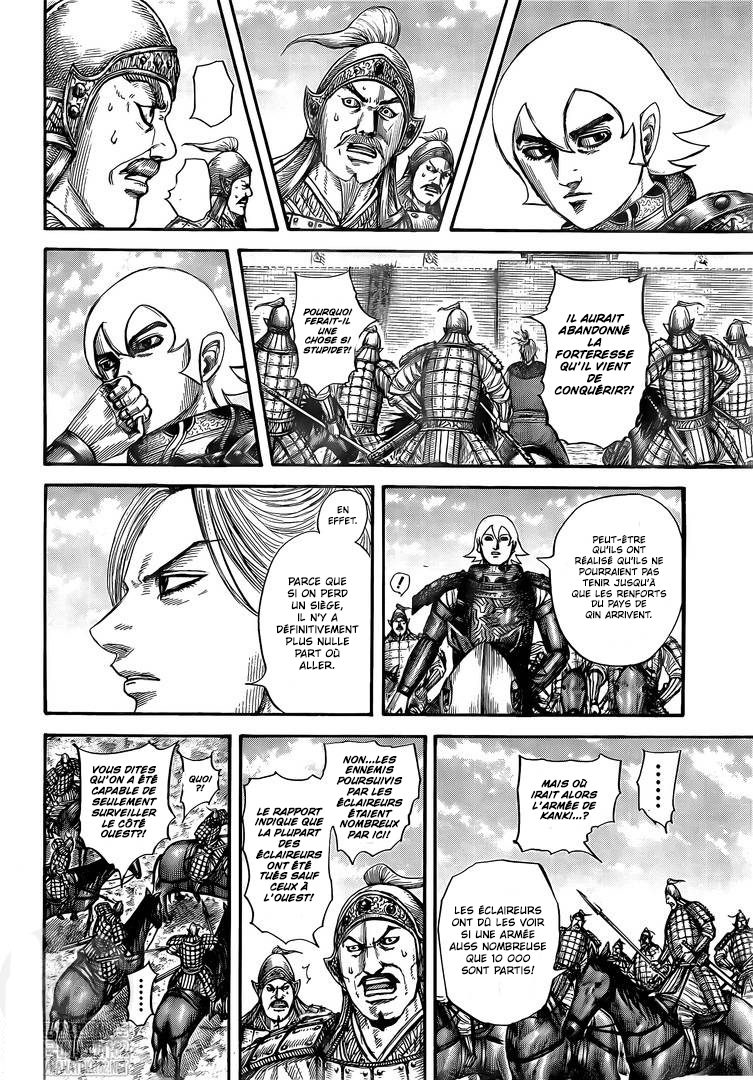 IL AURAIT
ABANDONNÉ
LA
FORTERESSE
QU'IL VIENT
DE
CONQUÉRIR?!
POURQUOI
FERAIT-IL
UNE
CHOSE SI
STUPIDE?!
PEUT-ÊTRE
QU'ILS ONT
RÉALISÉ QU'ILS NE
POURRAIENT PAS
TENIR JUSQU'À
QUE LES RENFORTS
DU PAYS DE
QIN ARRIVENT.
!
EN
EFFET.
PARCE QUE
SI ON PERD
UN SIÈGE,
IL N'Y A
DÉFINITIVEMENT
PLUS NULLE
PART OÙ
ALLER.
MAIS OÙ
IRAIT ALORS
L'ARMÉE DE
KANKI...?
LES ÉCLAIREURS
ONT DÛ LES VOIR
SI UNE ARMÉE
AUSS NOMBREUSE
QUE 10 000
SONT PARTIS!
NON...LES
ENNEMIS
POURSUIVIS
PAR LES
ÉCLAIREURS
ÉTAIENT
NOMBREUX
PAR ICI!
LE RAPPORT
INDIQUE QUE
LA PLUPART
DES
ÉCLAIREURS
ONT ÉTÉ
TUÉS SAUF
CEUX À
L'OUEST!
QUOI
?!
VOUS DITES
QU'ON A ÉTÉ
CAPABLE DE
SEULEMENT
SURVEILLER
LE CÔTÉ
OUEST?!